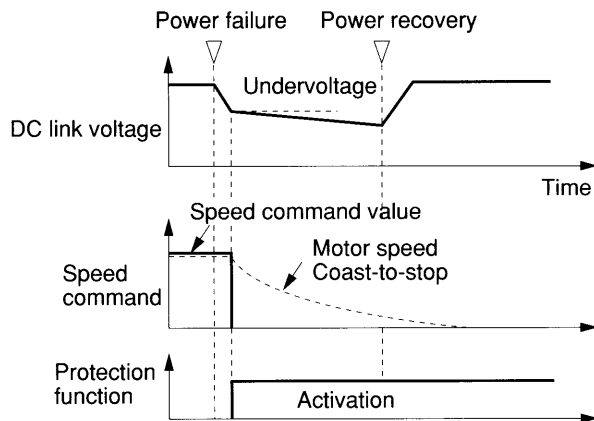 Power failure
Power recovery
Undervoltage
DC link voltage
Time
Speed command value
Motor speed
Coast-to-stop
Speed
command
Protection
function
Activation